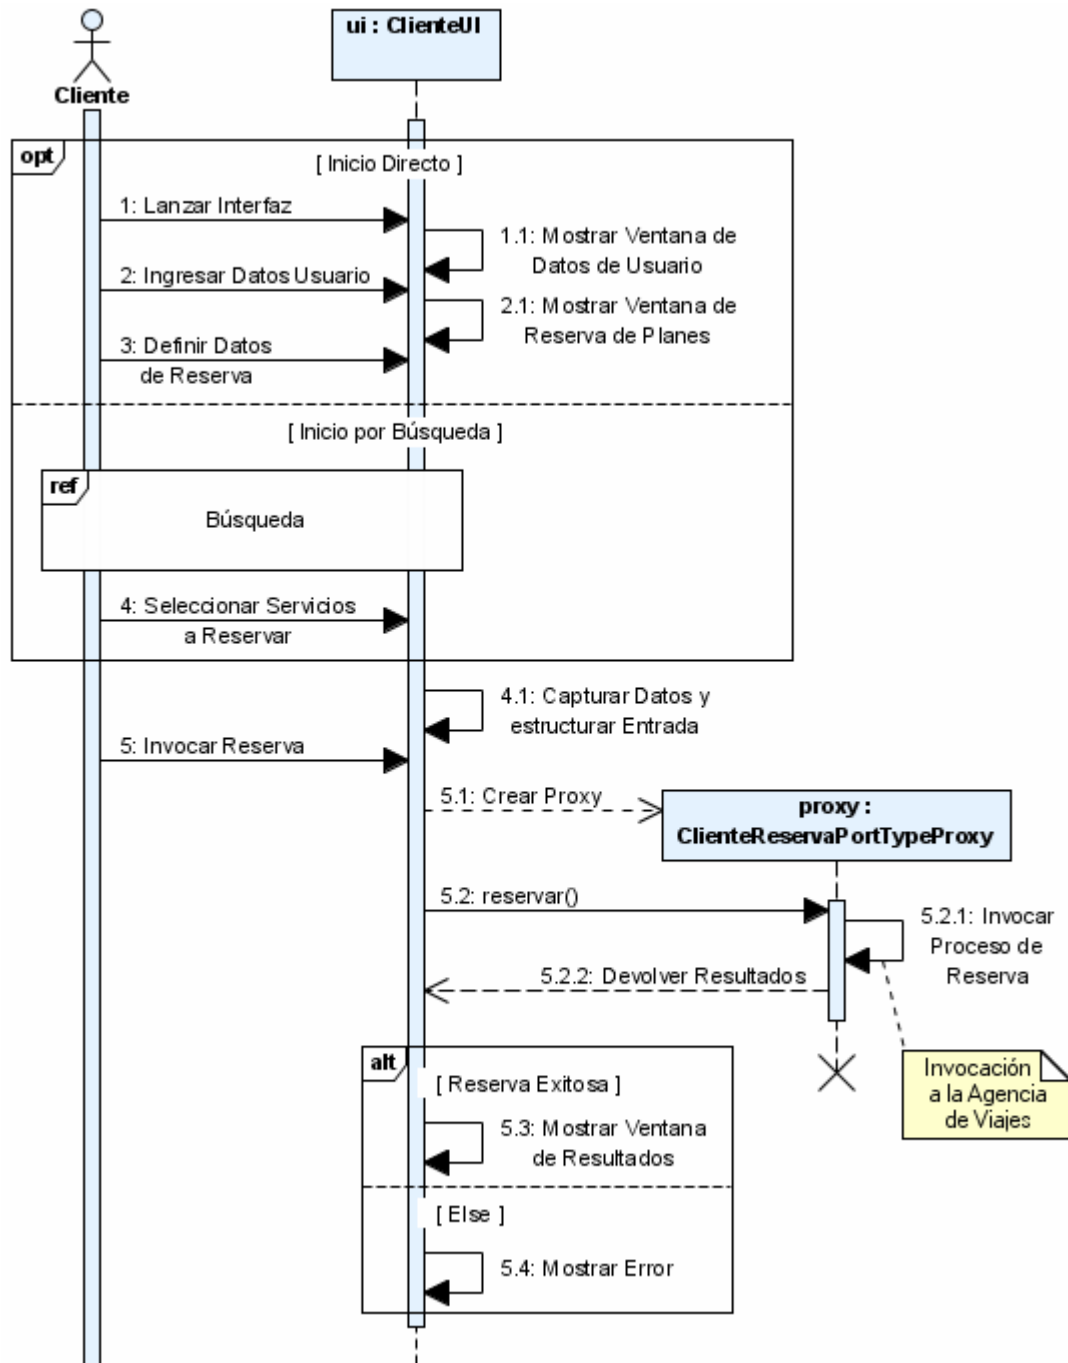 ui : ClienteUI
Cliente
opt
[ Inicio Directo ]
1: Lanzar Interfaz
1.1: Mostrar Ventana de
Datos de Usuario
2: Ingresar Datos Usuario
2.1: Mostrar Ventana de
Reserva de Planes
3: Definir Datos
de Reserva
[ Inicio por Búsqueda ]
ref
Búsqueda
4: Seleccionar Servicios
a Reservar
4.1: Capturar Datos y
estructurar Entrada
5: Invocar Reserva
5.1: Crear Proxy
proxy :
ClienteReservaPortTypeProxy
5.2: reservar()
5.2.1: Invocar
Proceso de
Reserva
5.2.2: Devolver Resultados
alt
[ Reserva Exitosa ]
Invocación
a la Agencia
de Viajes
5.3: Mostrar Ventana
de Resultados
[ Else ]
5.4: Mostrar Error